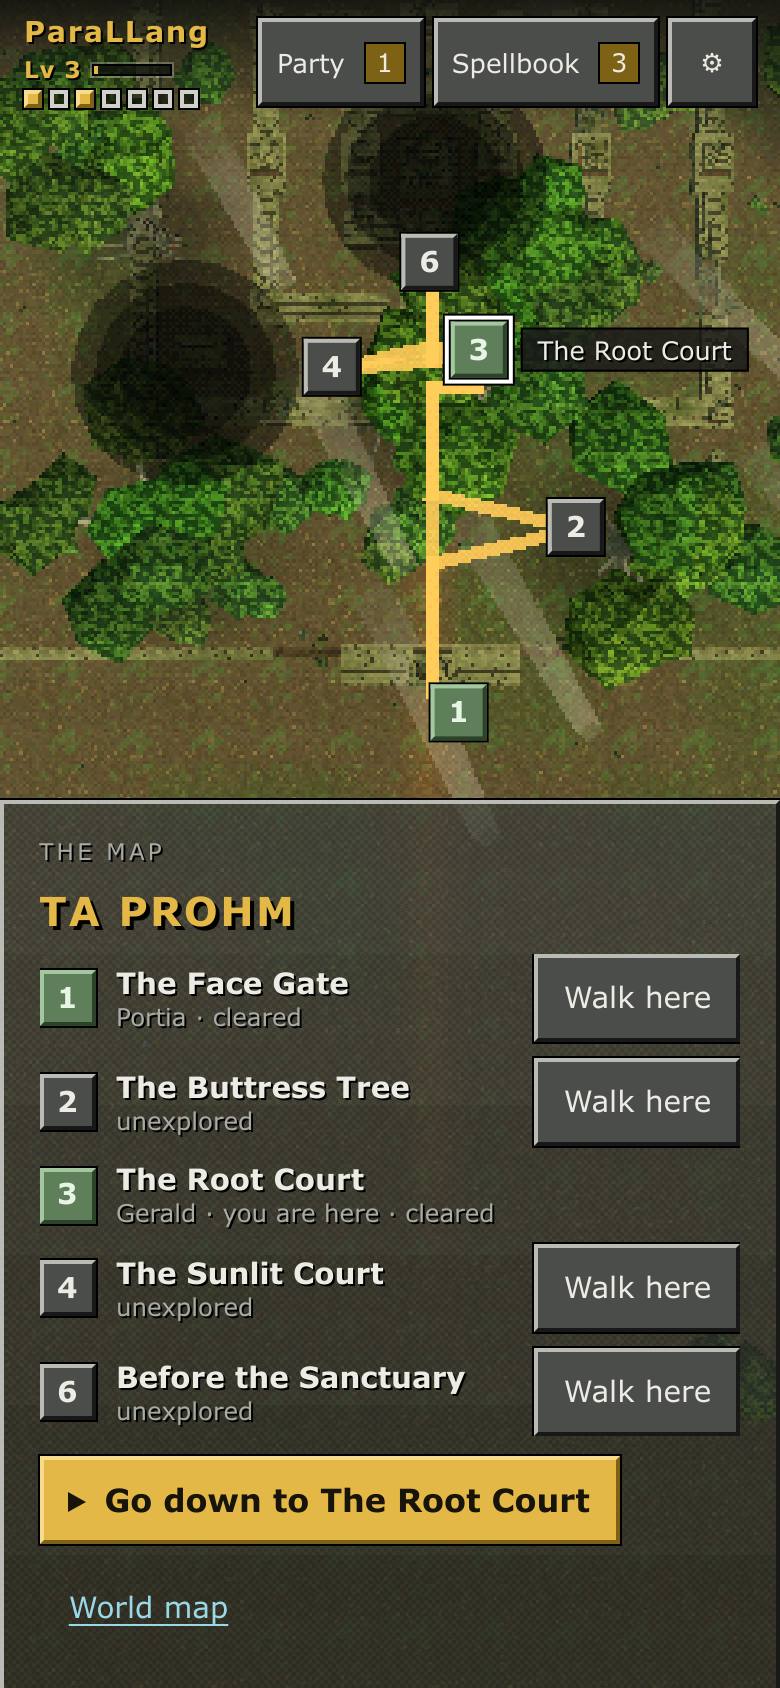 ParaLLang
Lv 3
Party 1
Spellbook 3
⚙
6
3
The Root Court
4
2
1
THE MAP
TA PROHM
1
The Face Gate
Portia · cleared
Walk here
2
The Buttress Tree
unexplored
Walk here
3
The Root Court
Gerald · you are here · cleared
4
The Sunlit Court
unexplored
Walk here
6
Before the Sanctuary
unexplored
Walk here
▶ Go down to The Root Court
World map